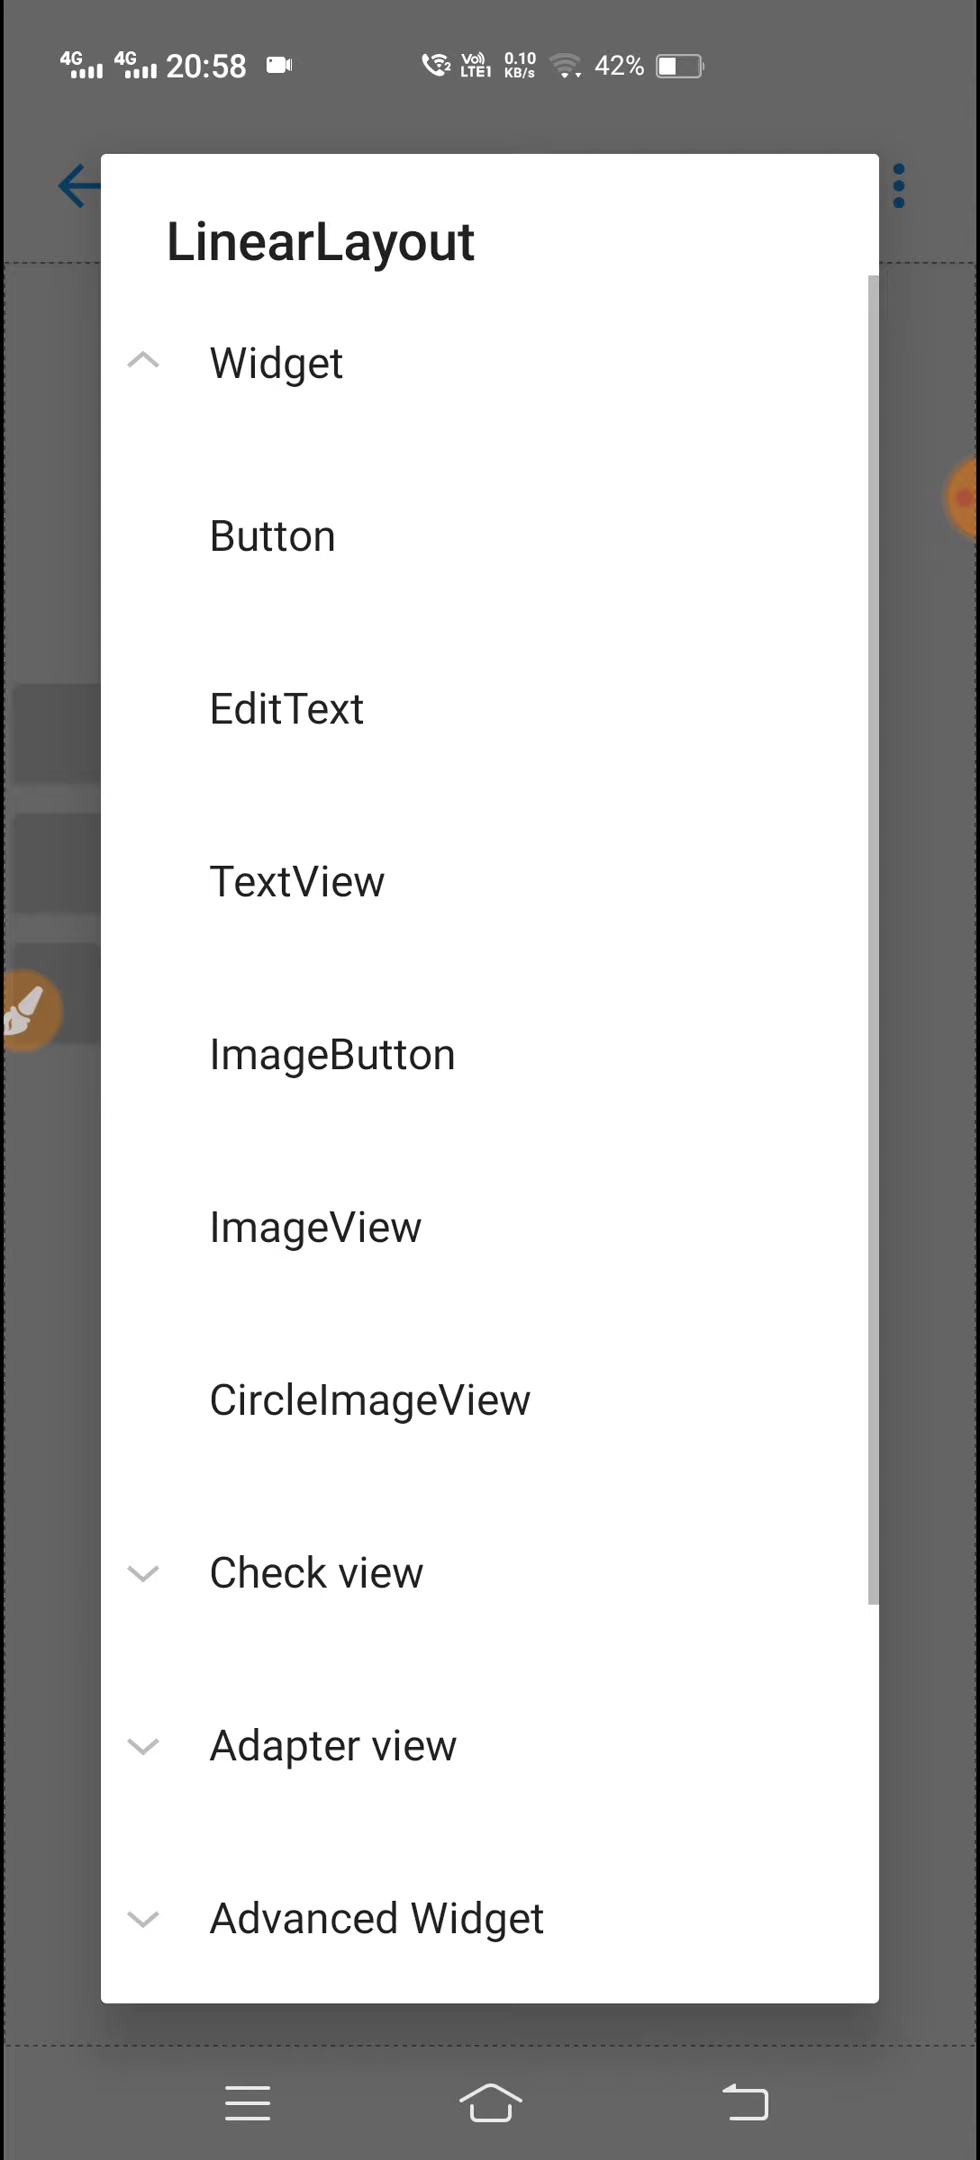 4G 4G 20:58 2 Vo) LTE1 0.10 KB/s 42%
LinearLayout
Widget
Button
EditText
TextView
ImageButton
ImageView
CircleImageView
Check view
Adapter view
Advanced Widget